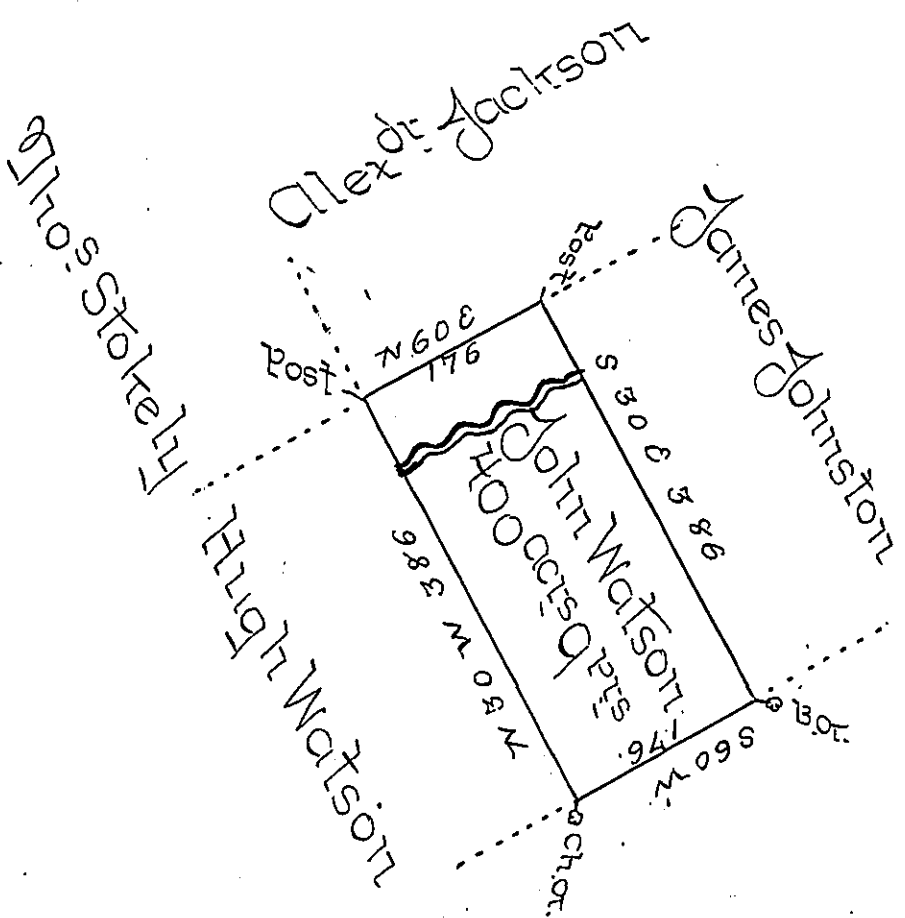 Alexdr. Jackson
Thos. Stokely
James Johnston
Post
Post
N 60 E
176
S 30 E 386
John Watson
400 acrs & Prs
N 30 W 386
Hugh Watson
176.
S 60 W.
Ch. O.